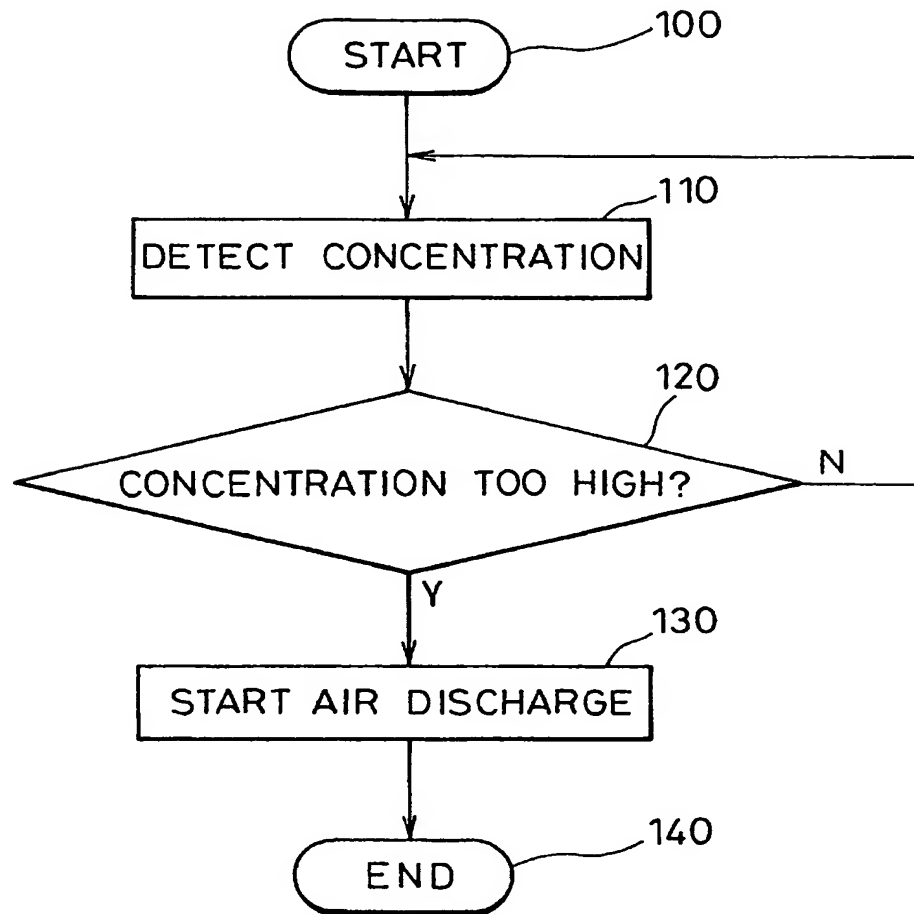 100
START
110
DETECT CONCENTRATION
120
CONCENTRATION TOO HIGH?
N
Y
130
START AIR DISCHARGE
140
END